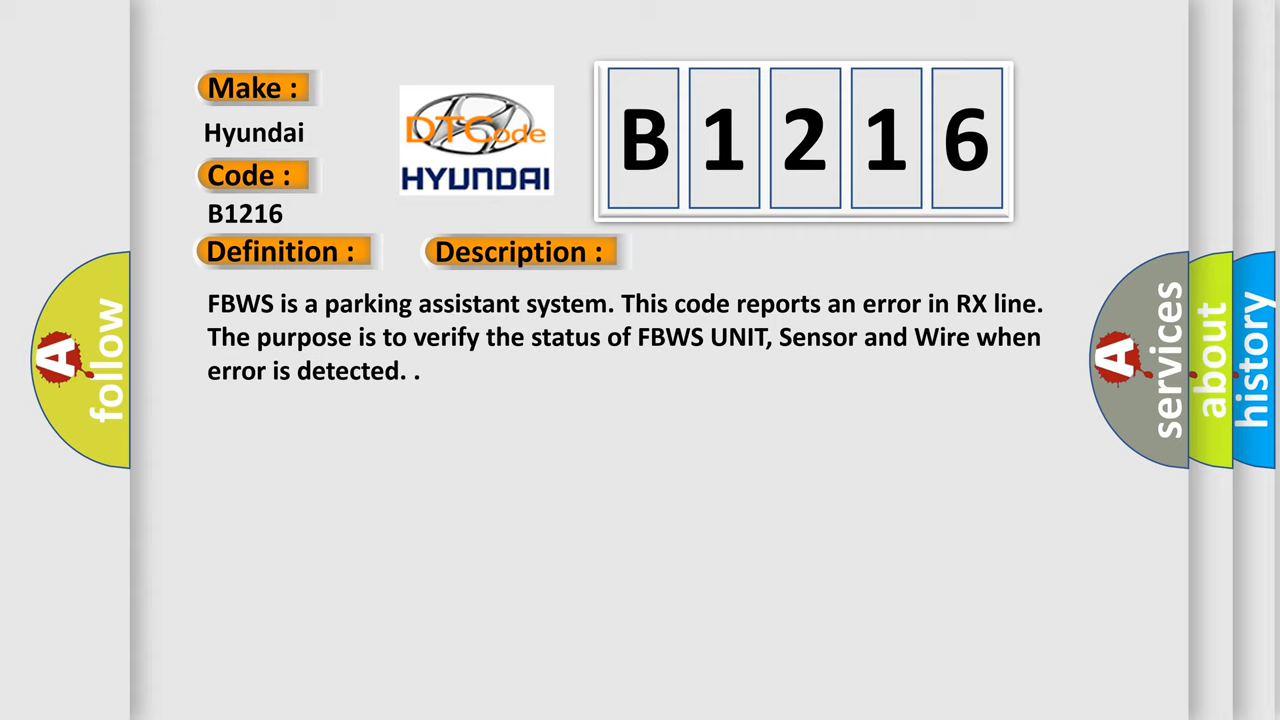 Make :
Hyundai
Code :
B1216
DTCode
HYUNDAI
B 1 2 1 6
Definition :
Description :
FBWS is a parking assistant system. This code reports an error in RX line.
The purpose is to verify the status of FBWS UNIT, Sensor and Wire when
error is detected. .
A follow
A services
about
history